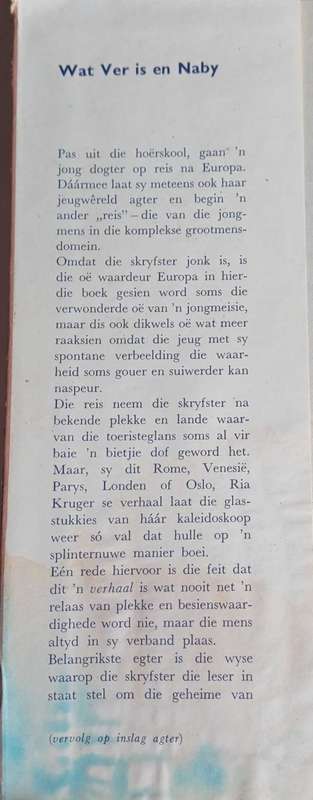 Wat Ver is en Naby
Pas uit die hoërskool, gaan 'n
jong dogter op reis na Europa.
Dáármee laat sy meteens ook haar
jeugwêreld agter en begin 'n
ander „reis” – die van die jong-
mens in die komplekse grootmens-
domein.
Omdat die skryfster jonk is, is
die oë waardeur Europa in hier-
die boek gesien word soms die
verwonderde oë van 'n jongmeisie,
maar dis ook dikwels oë wat meer
raaksien omdat die jeug met sy
spontane verbeelding die waar-
heid soms gouer en suiwerder kan
naspeur.
Die reis neem die skryfster na
bekende plekke en lande waar-
van die toeristeglans soms al vir
baie 'n bietjie dof geword het.
Maar, sy dit Rome, Venesië,
Parys, Londen of Oslo, Ria
Kruger se verhaal laat die glas-
stukkies van háár kaleidoskoop
weer só val dat hulle op 'n
splinternuwe manier boei.
Eén rede hiervoor is die feit dat
dit 'n verhaal is wat nooit net 'n
relaas van plekke en besienswaar-
dighede word nie, maar die mens
altyd in sy verband plaas.
Belangrikste egter is die wyse
waarop die skryfster die leser in
staat stel om die geheime van
(vervolg op inslag agter)